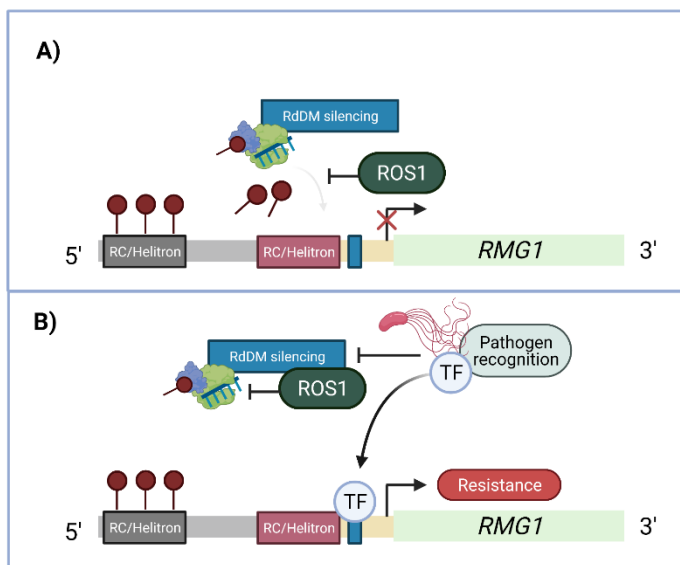 A)
RdDM silencing
ROS1
RC/Helitron
RC/Helitron
5'
RMG1
3'
B)
Pathogen
recognition
RdDM silencing
TF
ROS1
TF
Resistance
RC/Helitron
RC/Helitron
5'
RMG1
3'